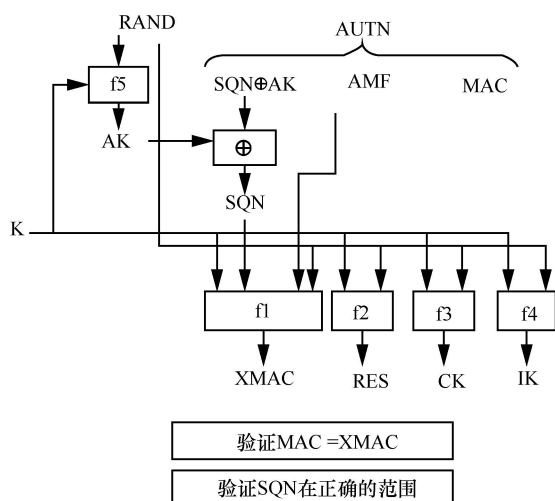 RAND
AUTN
f5
SQN⊕AK
AMF
MAC
AK
⊕
SQN
K
f1
f2
f3
f4
XMAC
RES
CK
IK
验证MAC =XMAC
验证SQN在正确的范围